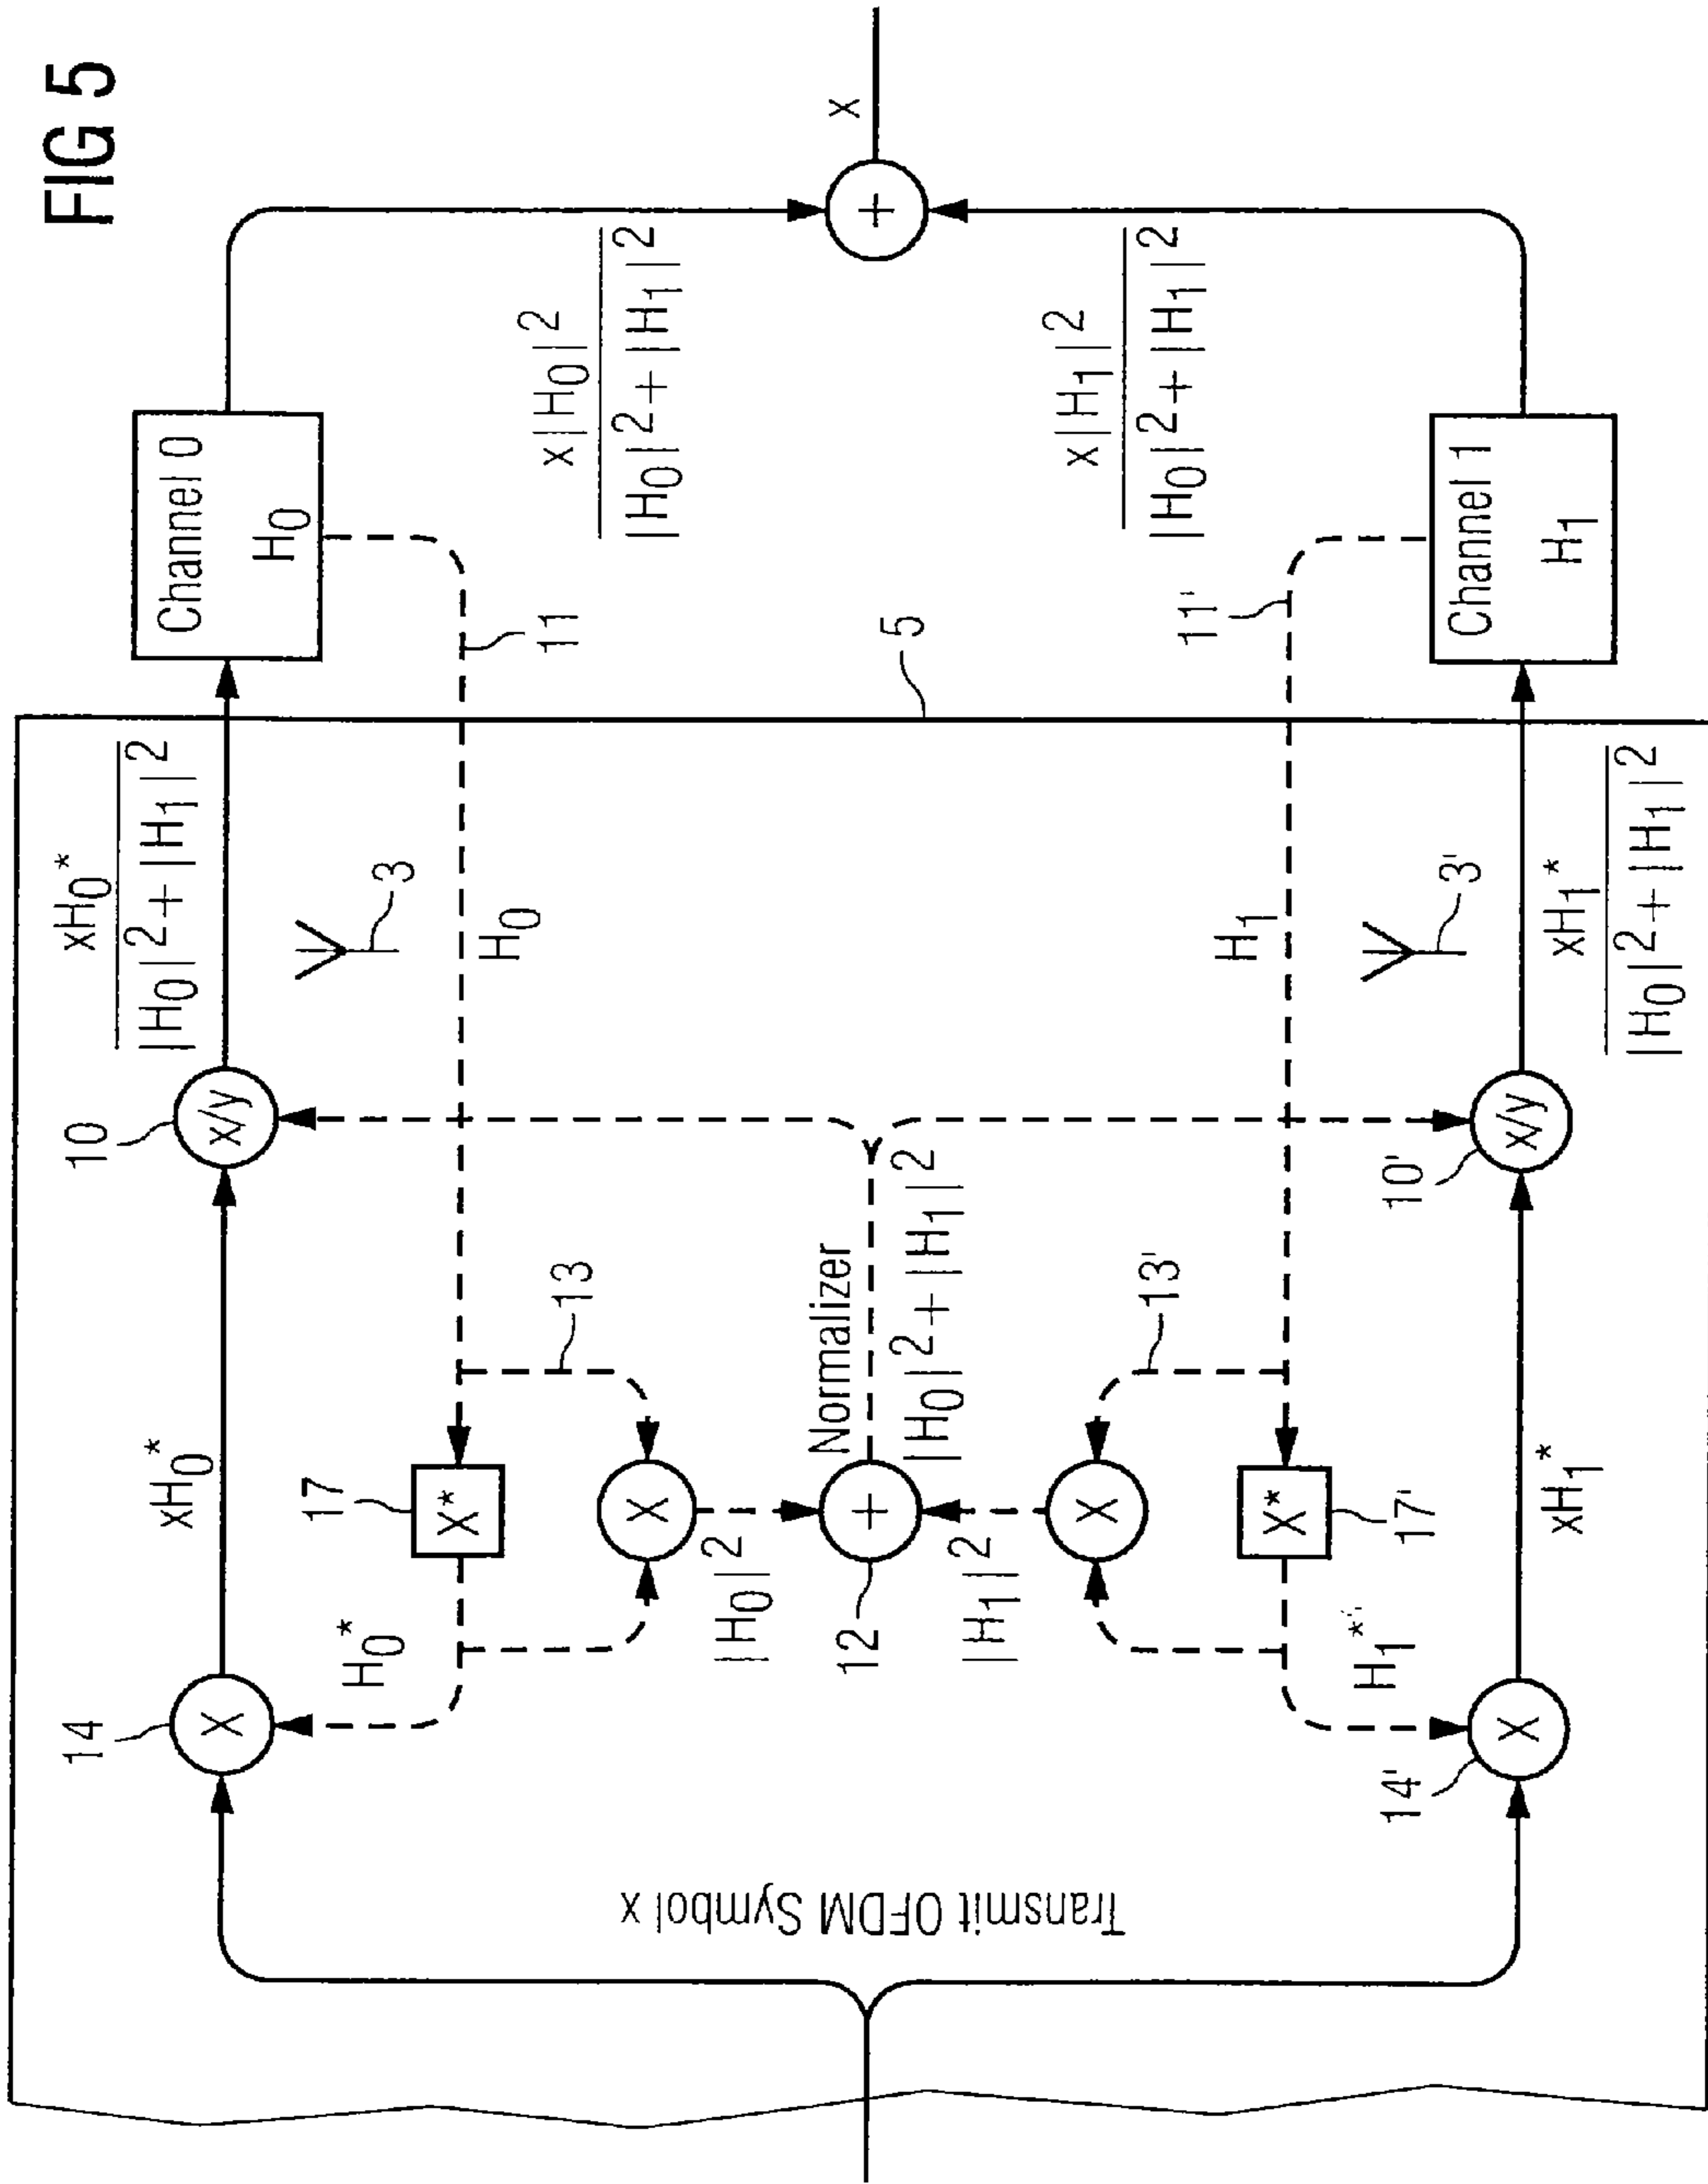 FIG 5
14
xH₀*
10
xH₀*
|H₀|²+|H₁|²
Channel 0
H₀
H₀*
17
X*
X
X
x/y
3
H₀
11
13
x|H₀|²
|H₀|²+|H₁|²
|H₀|²
X
Transmit OFDM Symbol x
12
+
Normalizer
|H₀|²+|H₁|²
5
+
x
|H₁|²
X
13'
H₁
11'
x|H₁|²
|H₀|²+|H₁|²
H₁*
17'
X*
3'
14'
X
xH₁*
10'
x/y
xH₁*
|H₀|²+|H₁|²
Channel 1
H₁